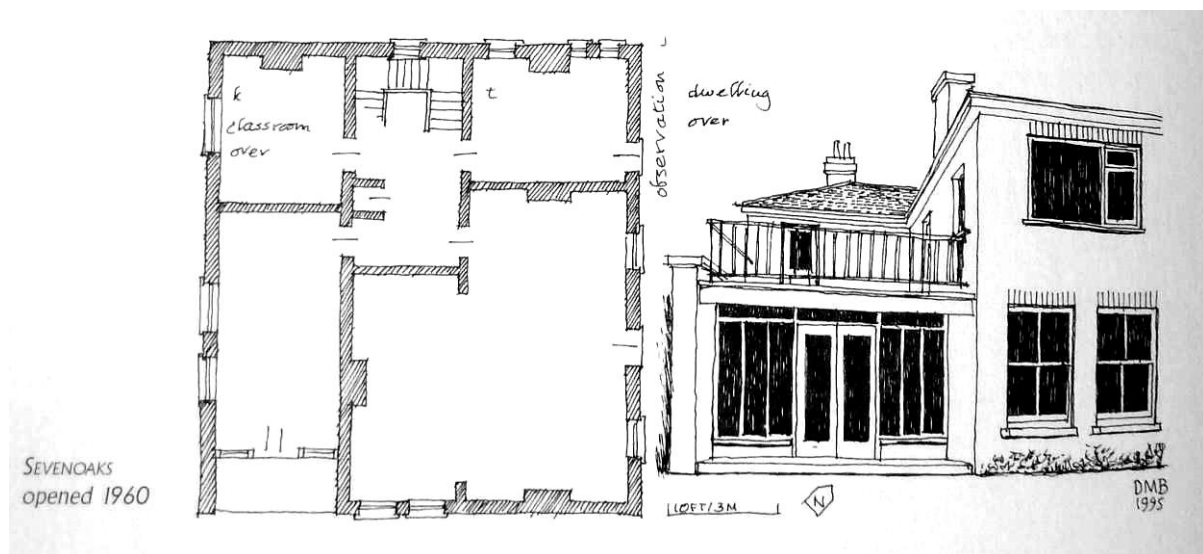 k
classroom
over
t
observation
dwelling
over
SEVENOAKS
opened 1960
10FT/3M
N
DMB
1995